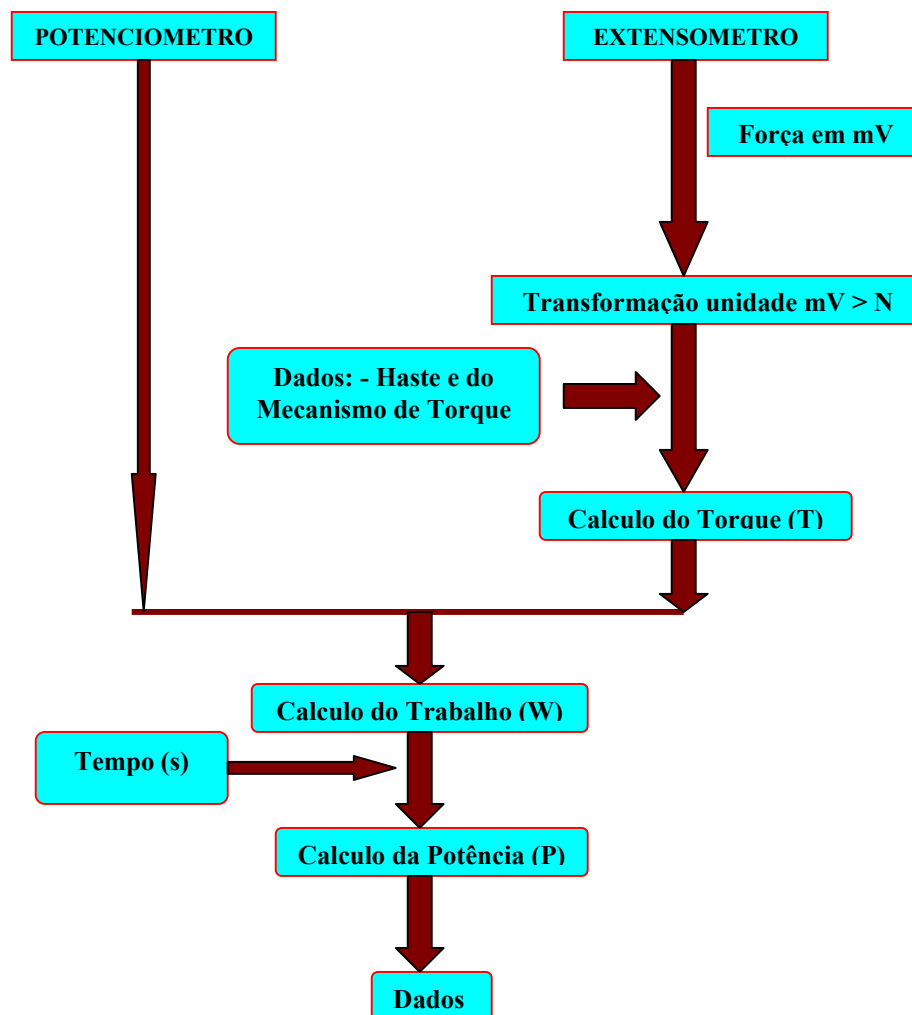 POTENCIOMETRO
EXTENSOMETRO
Força em mV
Transformação unidade mV > N
Dados: - Haste e do
Mecanismo de Torque
Calculo do Torque (T)
Calculo do Trabalho (W)
Tempo (s)
Calculo da Potência (P)
Dados